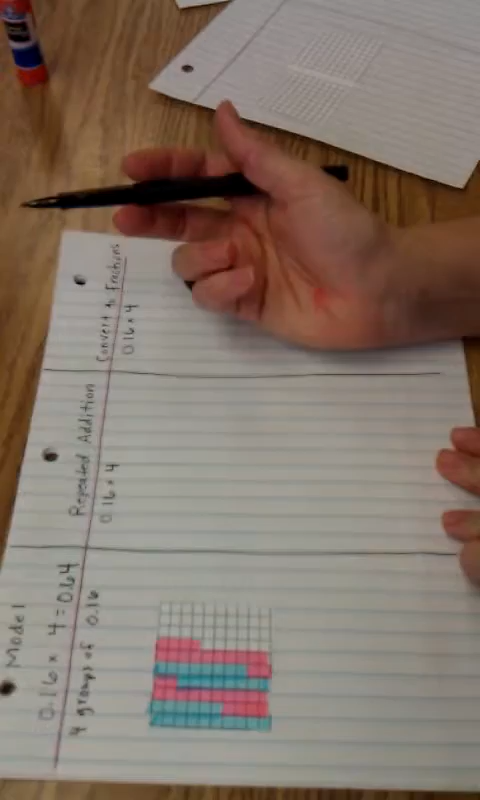 Model
0.16 x 4 = 0.64
4 groups of 0.16
Repeated Addition
0.16 x 4
Convert to Fractions
0.16 x 4